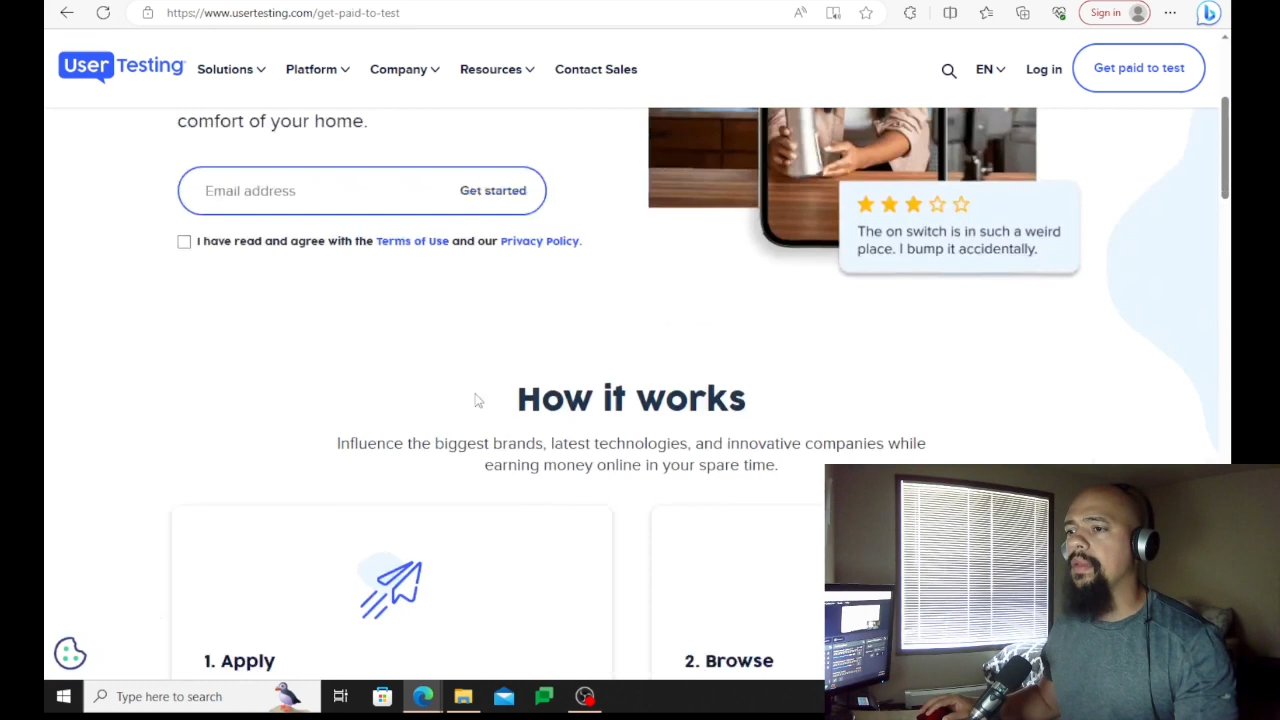 https://www.usertesting.com/get-paid-to-test
Sign in
User Testing
Solutions
Platform
Company
Resources
Contact Sales
EN
Log in
Get paid to test
comfort of your home.
Email address
Get started
I have read and agree with the Terms of Use and our Privacy Policy.
The on switch is in such a weird
place. I bump it accidentally.
How it works
Influence the biggest brands, latest technologies, and innovative companies while
earning money online in your spare time.
1. Apply
2. Browse
Type here to search